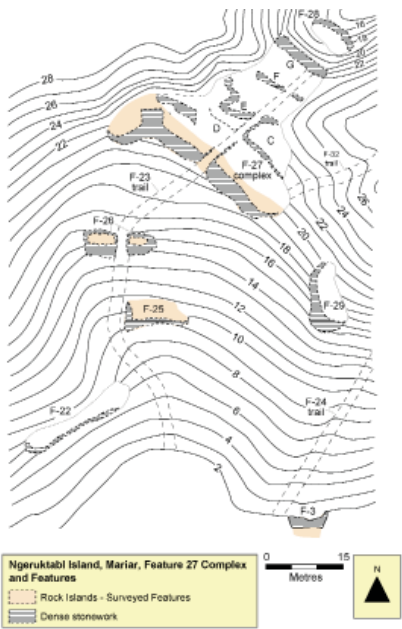 F-28
16
18
20
22
G
F
28
26
24
22
E
D
C
F-27
complex
F-32
trail
F-23
trail
26
24
22
20
18
16
14
12
10
8
6
4
2
F-26
F-25
F-29
F-24
trail
F-22
F-3
Ngeruktabl Island, Mariar, Feature 27 Complex
and Features
Rock Islands - Surveyed Features
Dense stonework
0 15
Metres
N